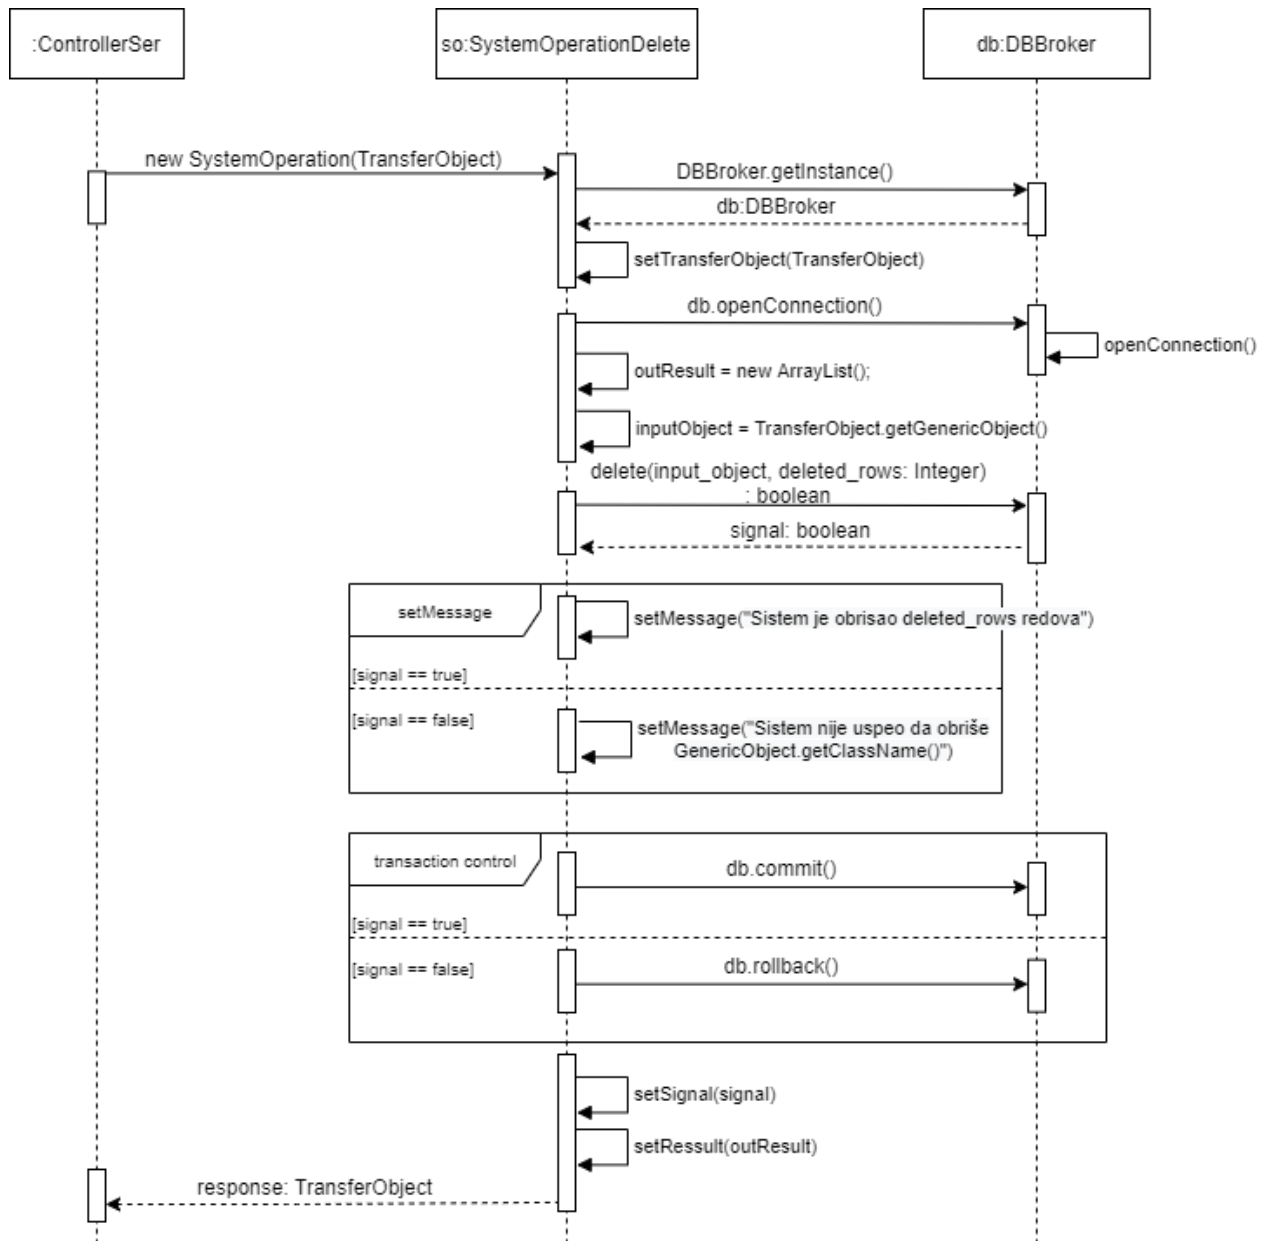 :ControllerSer
so:SystemOperationDelete
db:DBBroker
new SystemOperation(TransferObject)
DBBroker.getInstance()
db:DBBroker
setTransferObject(TransferObject)
db.openConnection()
openConnection()
outResult = new ArrayList();
inputObject = TransferObject.getGenericObject()
delete(input_object, deleted_rows: Integer)
: boolean
signal: boolean
setMessage
setMessage("Sistem je obrisao deleted_rows redova")
[signal == true]
[signal == false]
setMessage("Sistem nije uspeo da obriše
GenericObject.getClassName()")
transaction control
db.commit()
[signal == true]
[signal == false]
db.rollback()
setSignal(signal)
setRessult(outResult)
response: TransferObject